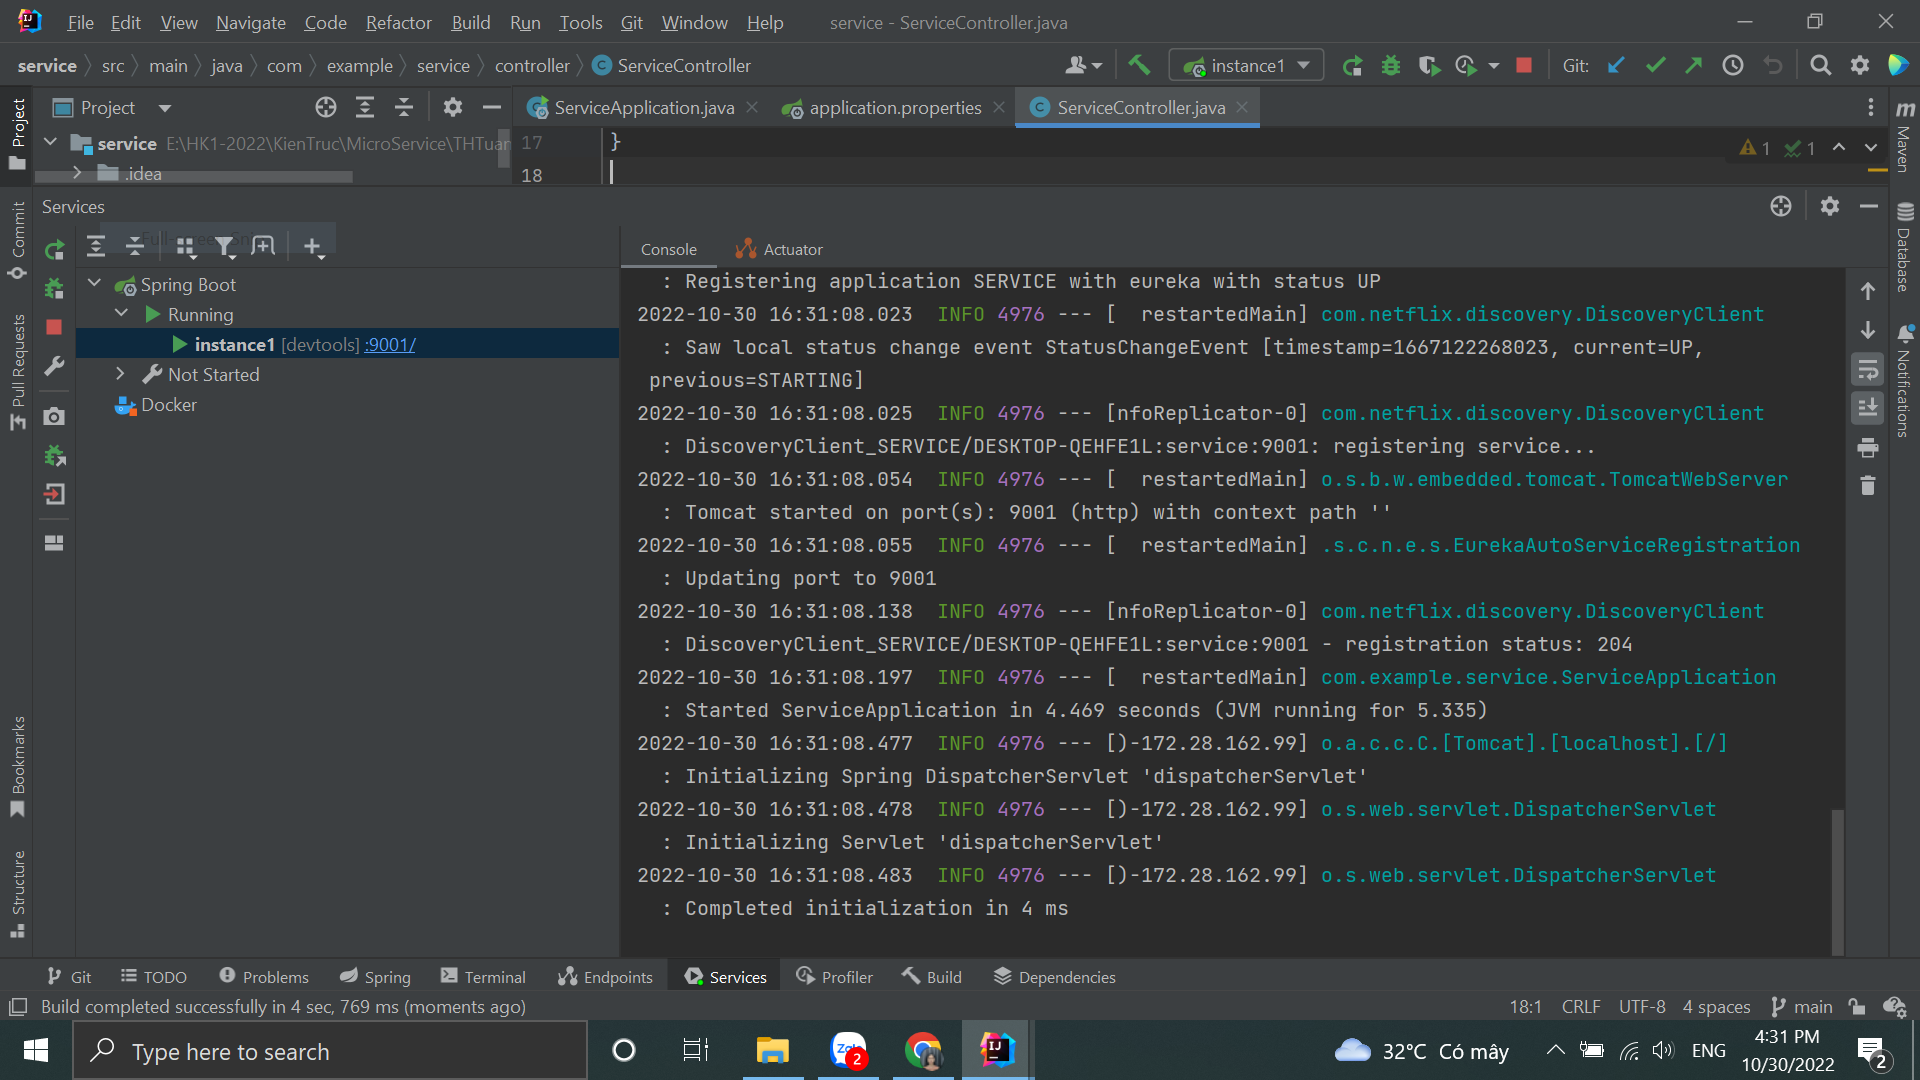 File Edit View Navigate Code Refactor Build Run Tools Git Window Help service - ServiceController.java
service src main java com example service controller ServiceController instance1 Git:
Project ServiceApplication.java application.properties ServiceController.java
service E:\HK1-2022\KienTruc\MicroService\THTuan
17 }
1 1
.idea
18
Project
Commit
Pull Requests
Bookmarks
Structure
Maven
Database
Notifications
Services
Console Actuator
Spring Boot
Running
instance1 [devtools] :9001/
Not Started
Docker
: Registering application SERVICE with eureka with status UP
2022-10-30 16:31:08.023 INFO 4976 --- [ restartedMain] com.netflix.discovery.DiscoveryClient
: Saw local status change event StatusChangeEvent [timestamp=1667122268023, current=UP,
previous=STARTING]
2022-10-30 16:31:08.025 INFO 4976 --- [nfoReplicator-0] com.netflix.discovery.DiscoveryClient
: DiscoveryClient_SERVICE/DESKTOP-QEHFE1L:service:9001: registering service...
2022-10-30 16:31:08.054 INFO 4976 --- [ restartedMain] o.s.b.w.embedded.tomcat.TomcatWebServer
: Tomcat started on port(s): 9001 (http) with context path ''
2022-10-30 16:31:08.055 INFO 4976 --- [ restartedMain] .s.c.n.e.s.EurekaAutoServiceRegistration
: Updating port to 9001
2022-10-30 16:31:08.138 INFO 4976 --- [nfoReplicator-0] com.netflix.discovery.DiscoveryClient
: DiscoveryClient_SERVICE/DESKTOP-QEHFE1L:service:9001 - registration status: 204
2022-10-30 16:31:08.197 INFO 4976 --- [ restartedMain] com.example.service.ServiceApplication
: Started ServiceApplication in 4.469 seconds (JVM running for 5.335)
2022-10-30 16:31:08.477 INFO 4976 --- [)-172.28.162.99] o.a.c.c.C.[Tomcat].[localhost].[/]
: Initializing Spring DispatcherServlet 'dispatcherServlet'
2022-10-30 16:31:08.478 INFO 4976 --- [)-172.28.162.99] o.s.web.servlet.DispatcherServlet
: Initializing Servlet 'dispatcherServlet'
2022-10-30 16:31:08.483 INFO 4976 --- [)-172.28.162.99] o.s.web.servlet.DispatcherServlet
: Completed initialization in 4 ms
Git TODO Problems Spring Terminal Endpoints Services Profiler Build Dependencies
Build completed successfully in 4 sec, 769 ms (moments ago) 18:1 CRLF UTF-8 4 spaces main
Type here to search 2 32°C Có mây ENG 4:31 PM 2
10/30/2022